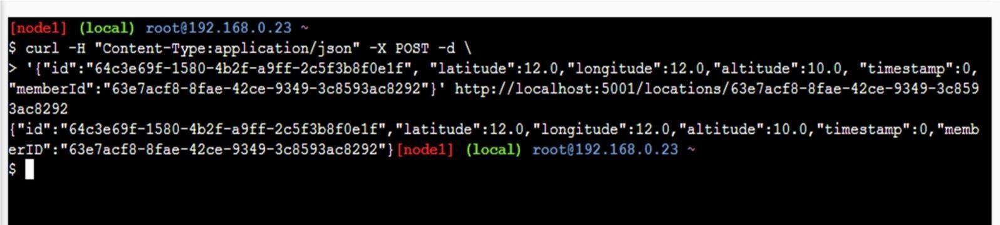 [node1] (local) root@192.168.0.23 ~
$ curl -H "Content-Type:application/json" -X POST -d \
> '{"id":"64c3e69f-1580-4b2f-a9ff-2c5f3b8f0e1f", "latitude":12.0,"longitude":12.0,"altitude":10.0, "timestamp":0,
"memberId":"63e7acf8-8fae-42ce-9349-3c8593ac8292"}' http://localhost:5001/locations/63e7acf8-8fae-42ce-9349-3c859
3ac8292
{"id":"64c3e69f-1580-4b2f-a9ff-2c5f3b8f0e1f","latitude":12.0,"longitude":12.0,"altitude":10.0,"timestamp":0,"memb
erID":"63e7acf8-8fae-42ce-9349-3c8593ac8292"}[node1] (local) root@192.168.0.23 ~
$